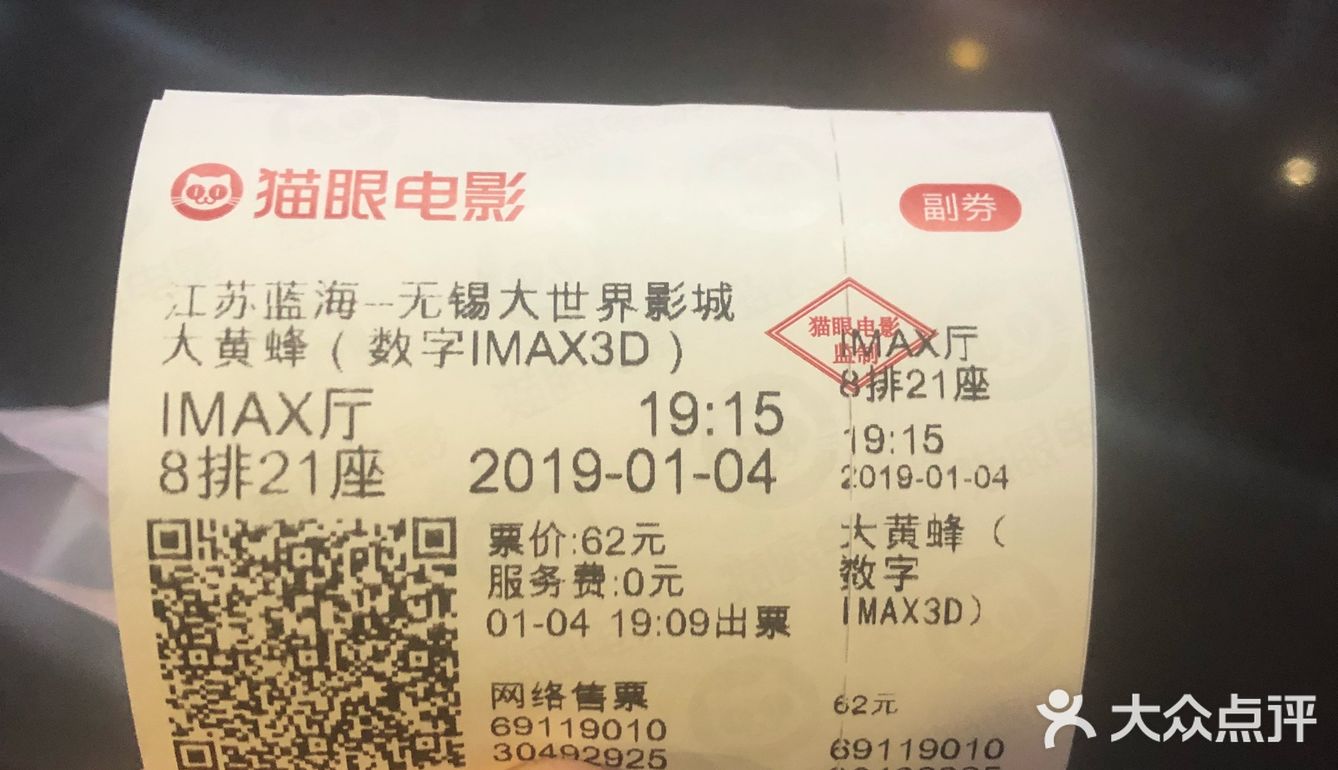 猫眼电影
副券
江苏蓝海--无锡大世界影城
大黄蜂（数字IMAX3D）
IMAX厅 19:15
8排21座 2019-01-04
票价:62元
服务费:0元
01-04 19:09出票
网络售票
69119010
30492925
猫眼电影
监制
IMAX厅
8排21座
19:15
2019-01-04
大黄蜂（
数字
IMAX3D）
62元
69119010
大众点评